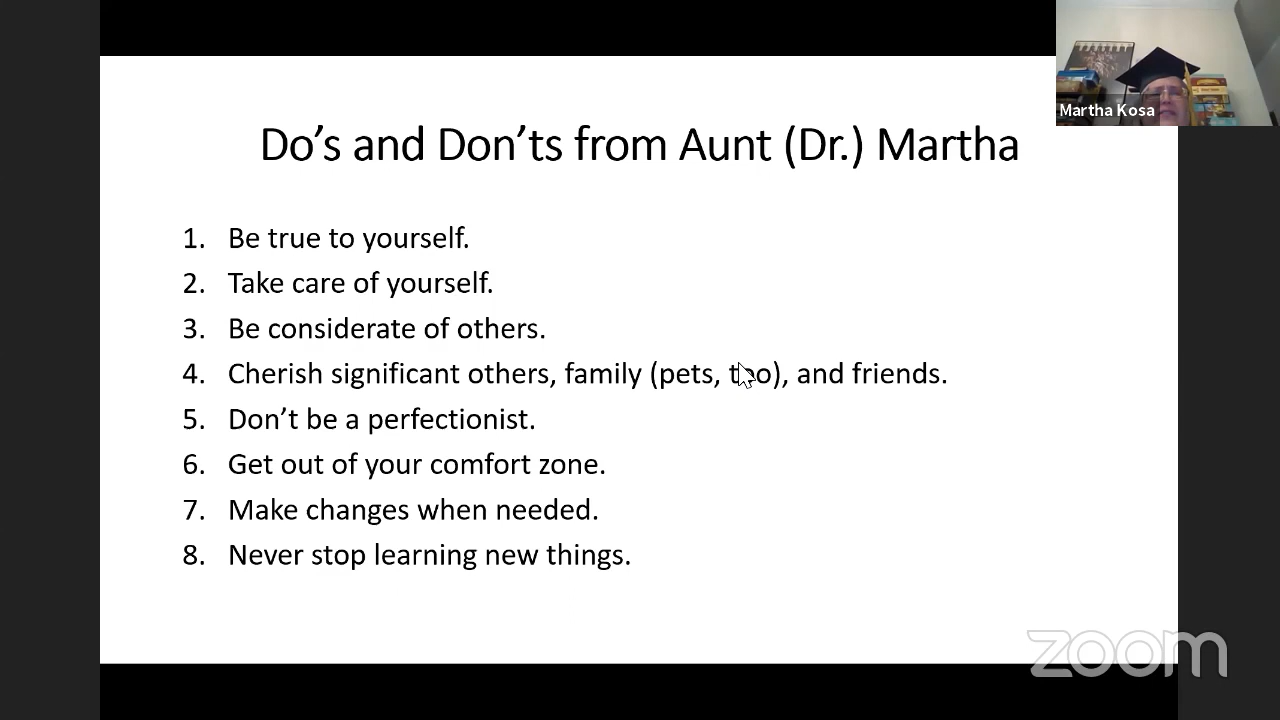 Martha Kosa
Do’s and Don’ts from Aunt (Dr.) Martha
1. Be true to yourself.
2. Take care of yourself.
3. Be considerate of others.
4. Cherish significant others, family (pets, too), and friends.
5. Don’t be a perfectionist.
6. Get out of your comfort zone.
7. Make changes when needed.
8. Never stop learning new things.
zoom